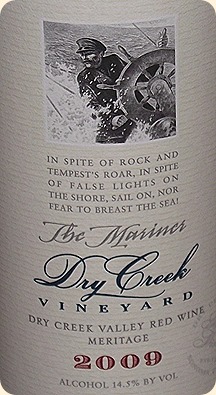 IN SPITE OF ROCK AND
TEMPEST'S ROAR, IN SPITE
OF FALSE LIGHTS ON
THE SHORE, SAIL ON, NOR
FEAR TO BREAST THE SEA!
The Mariner
Dry Creek
VINEYARD
DRY CREEK VALLEY RED WINE
MERITAGE
2009
ALCOHOL 14.5% BY VOL